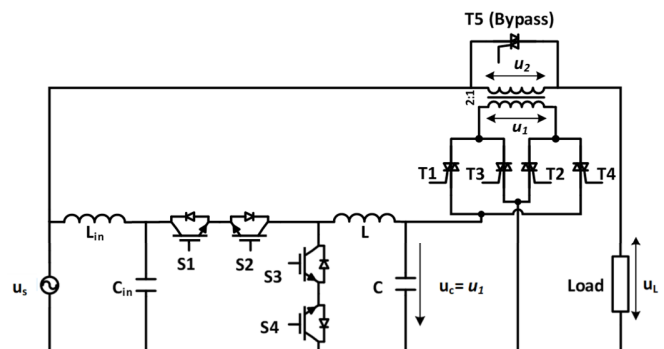 T5 (Bypass)
u2
2:1
u1
T1
T3
T2
T4
Lin
S1
S2
L
S3
us
Cin
C
uc= u1
Load
uL
S4